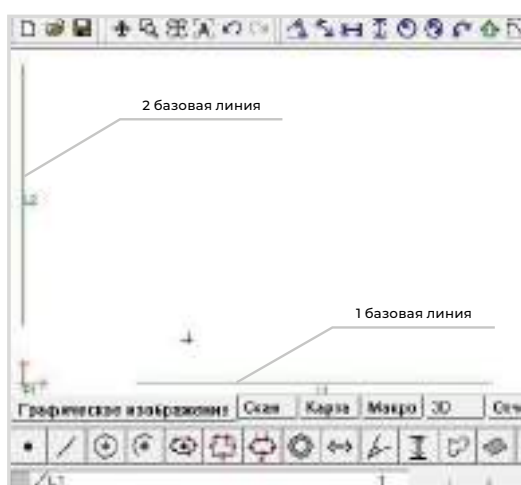 2 базовая линия
1 базовая линия
Графическое изображение Скан Карта Макро 3D